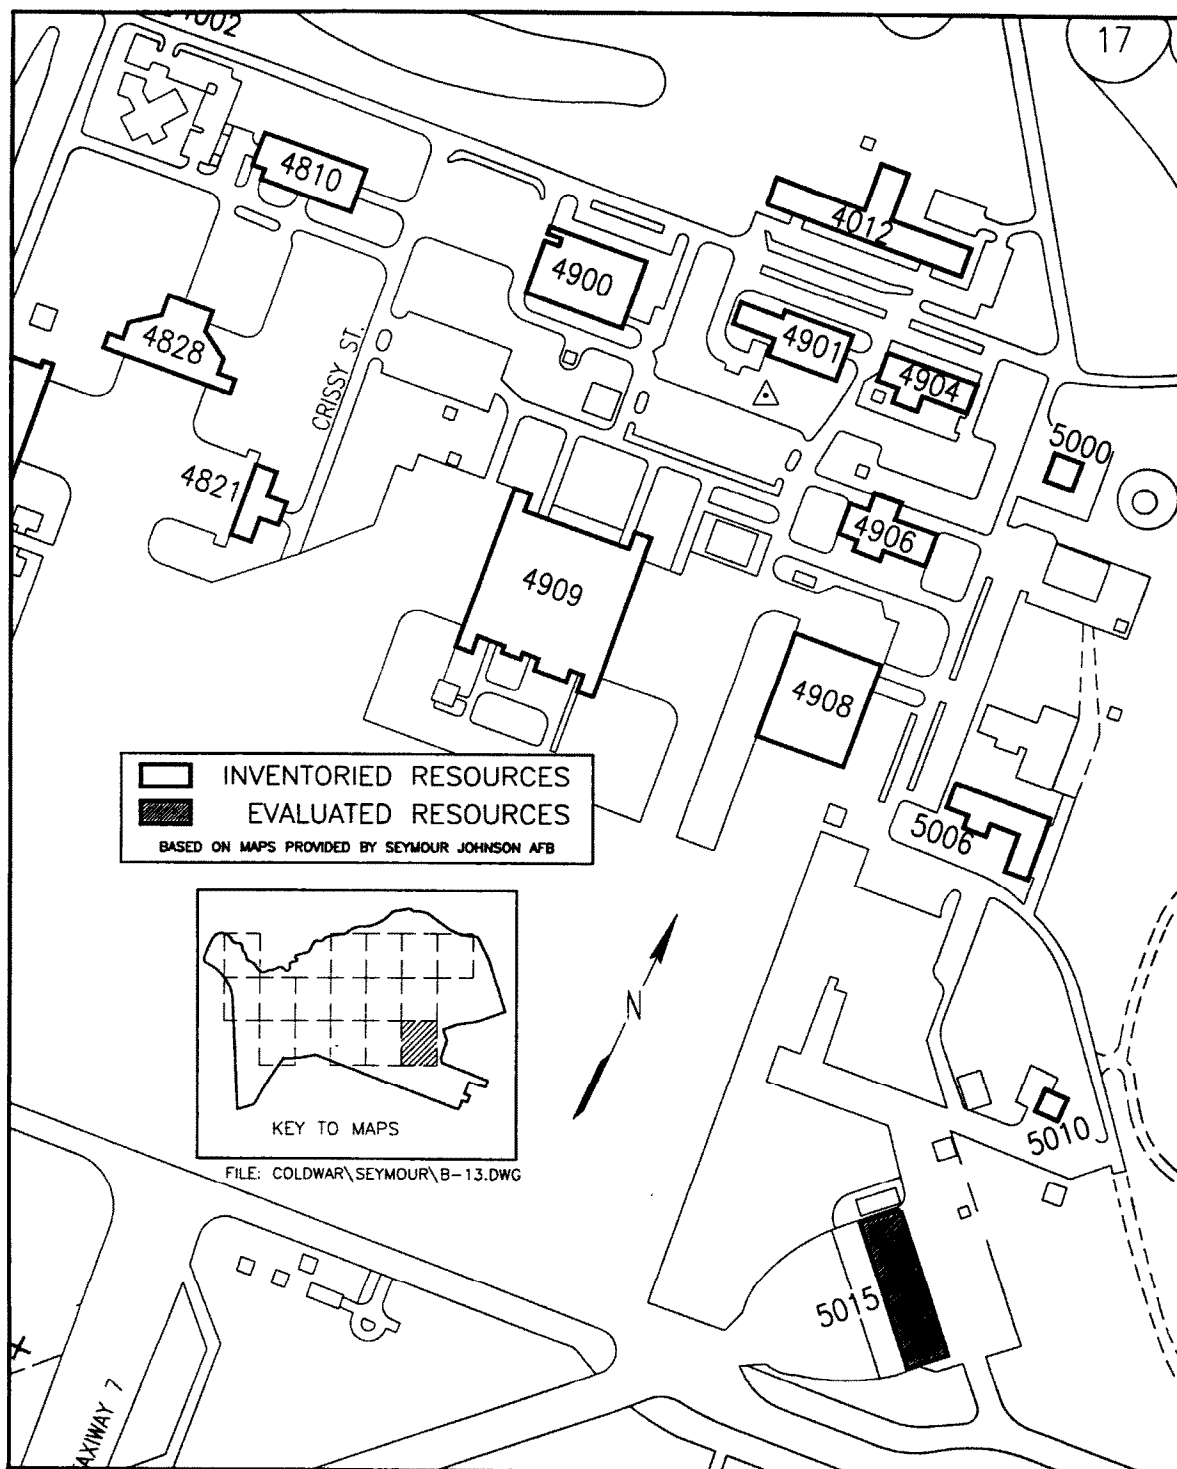 4002
17
4810
4012
4900
4828
4901
4904
CRISSY ST.
5000
4821
4906
4909
4908
INVENTORIED RESOURCES
EVALUATED RESOURCES
BASED ON MAPS PROVIDED BY SEYMOUR JOHNSON AFB
5006
N
KEY TO MAPS
FILE: COLDWAR\SEYMOUR\B-13.DWG
5010
5015
AXIWAY 7